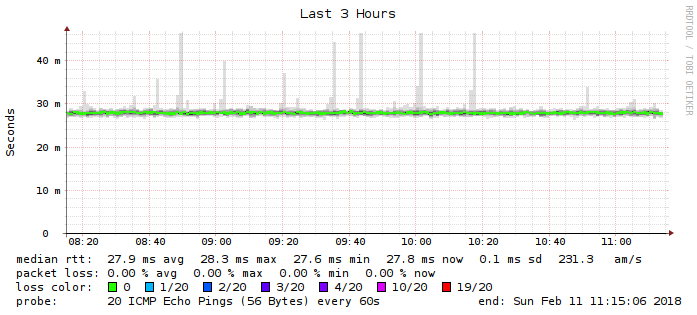 Last 3 Hours
RRDTOOL / TOBI OETIKER
Seconds
40 m
30 m
20 m
10 m
0
08:20 08:40 09:00 09:20 09:40 10:00 10:20 10:40 11:00
median rtt: 27.9 ms avg 28.3 ms max 27.6 ms min 27.8 ms now 0.1 ms sd 231.3 am/s
packet loss: 0.00 % avg 0.00 % max 0.00 % min 0.00 % now
loss color: 0 1/20 2/20 3/20 4/20 10/20 19/20
probe: 20 ICMP Echo Pings (56 Bytes) every 60s end: Sun Feb 11 11:15:06 2018